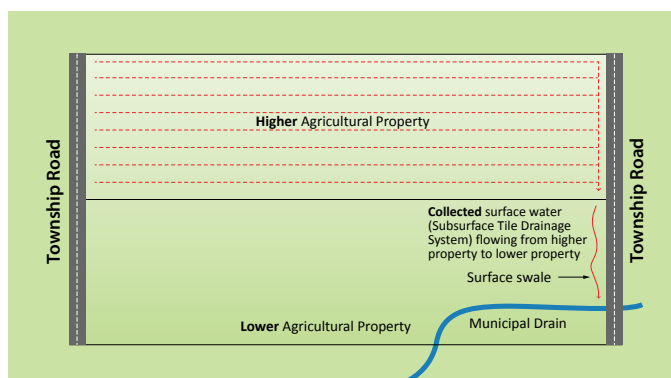 Township Road
Higher Agricultural Property
Township Road
Collected surface water
(Subsurface Tile Drainage
System) flowing from higher
property to lower property
Surface swale
Lower Agricultural Property
Municipal Drain